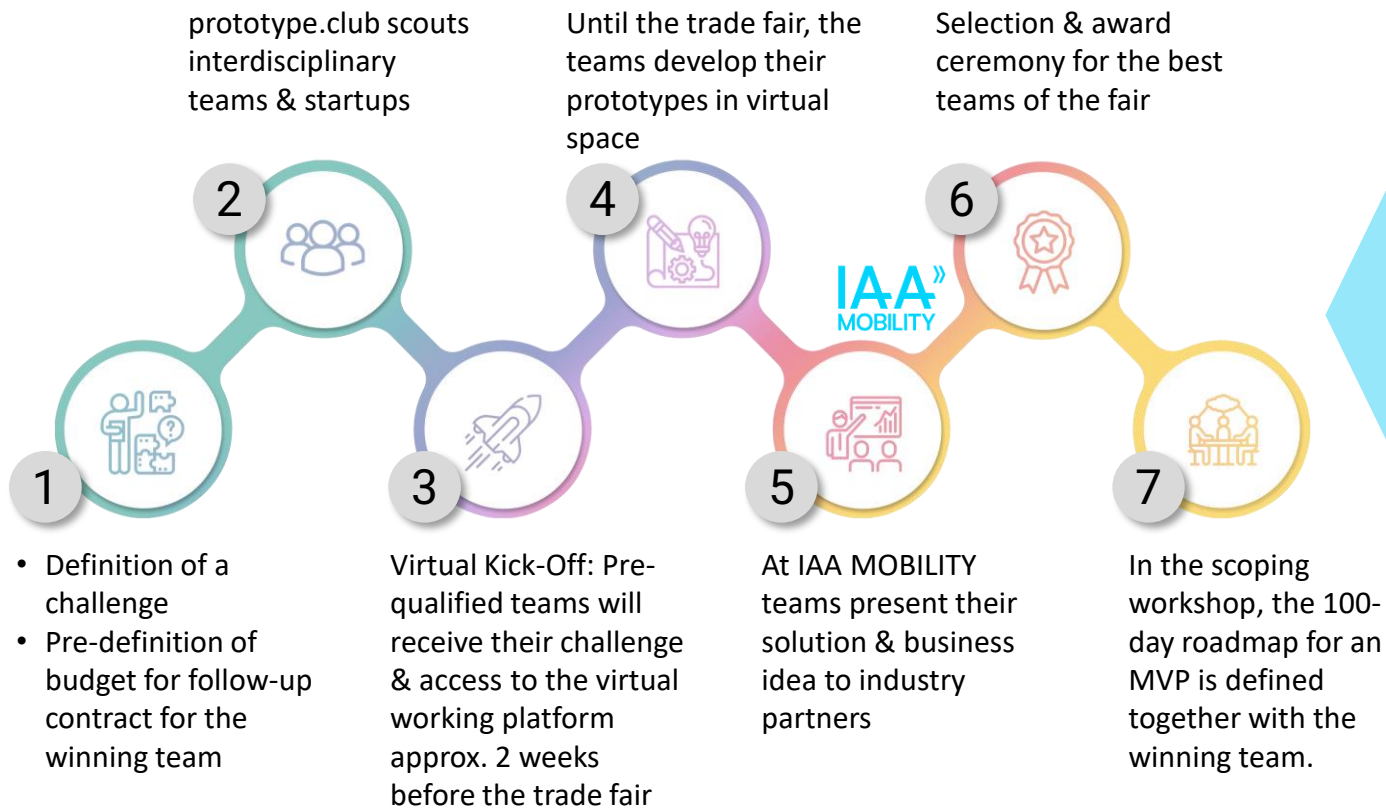 prototype.club scouts
interdisciplinary
teams & startups
Until the trade fair, the
teams develop their
prototypes in virtual
space
Selection & award
ceremony for the best
teams of the fair
2
4
6
IAA»
MOBILITY
?
1
3
5
7
• Definition of a
challenge
• Pre-definition of
budget for follow-up
contract for the
winning team
Virtual Kick-Off: Pre-
qualified teams will
receive their challenge
& access to the virtual
working platform
approx. 2 weeks
before the trade fair
At IAA MOBILITY
teams present their
solution & business
idea to industry
partners
In the scoping
workshop, the 100-
day roadmap for an
MVP is defined
together with the
winning team.